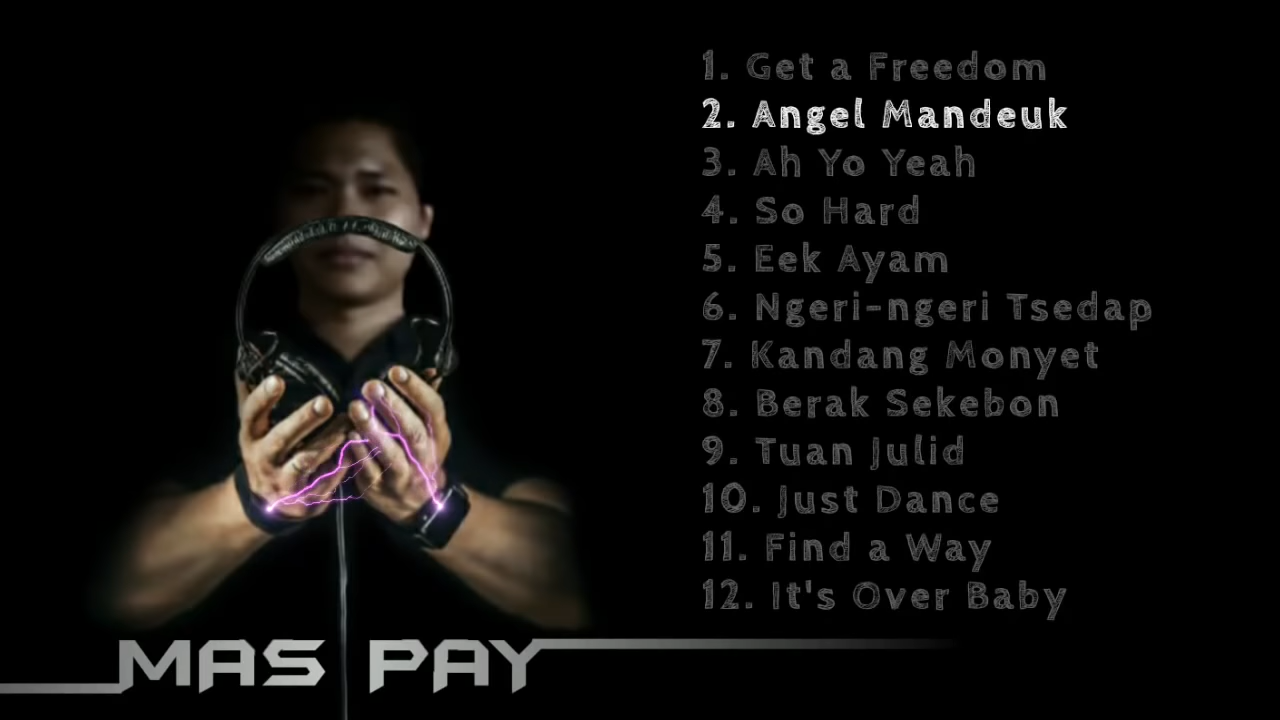 1. Get a Freedom
2. Angel Mandeuk
3. Ah Yo Yeah
4. So Hard
5. Eek Ayam
6. Ngeri-ngeri Tsedap
7. Kandang Monyet
8. Berak Sekebon
9. Tuan Julid
10. Just Dance
11. Find a Way
12. It's Over Baby
MAS PAY